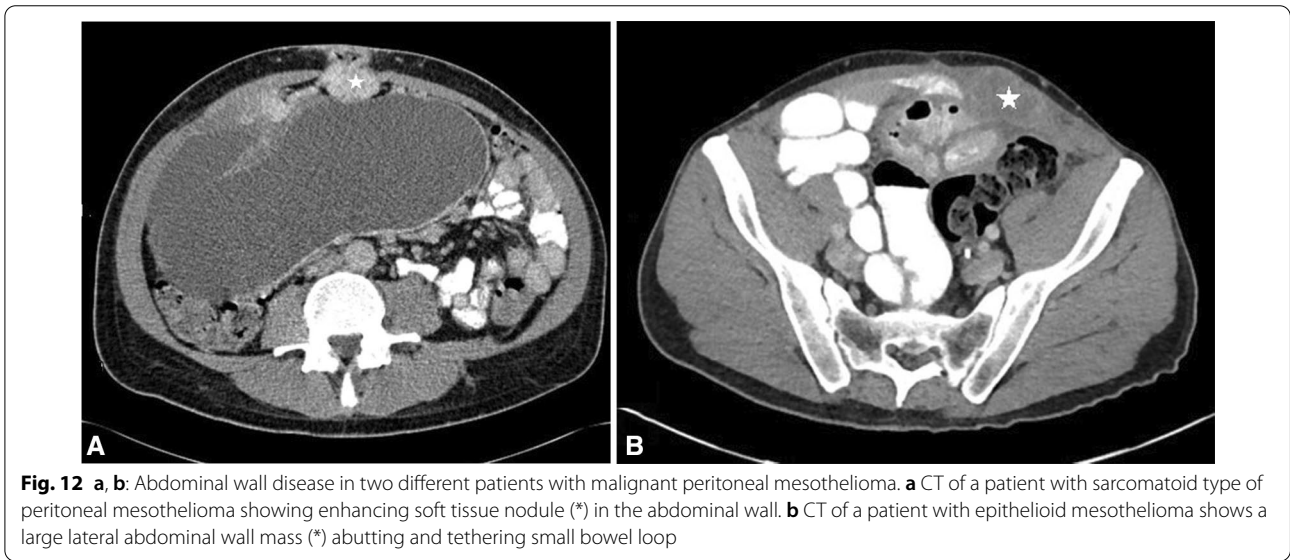 A
B
Fig. 12 a, b: Abdominal wall disease in two different patients with malignant peritoneal mesothelioma. a CT of a patient with sarcomatoid type of
peritoneal mesothelioma showing enhancing soft tissue nodule (*) in the abdominal wall. b CT of a patient with epithelioid mesothelioma shows a
large lateral abdominal wall mass (*) abutting and tethering small bowel loop